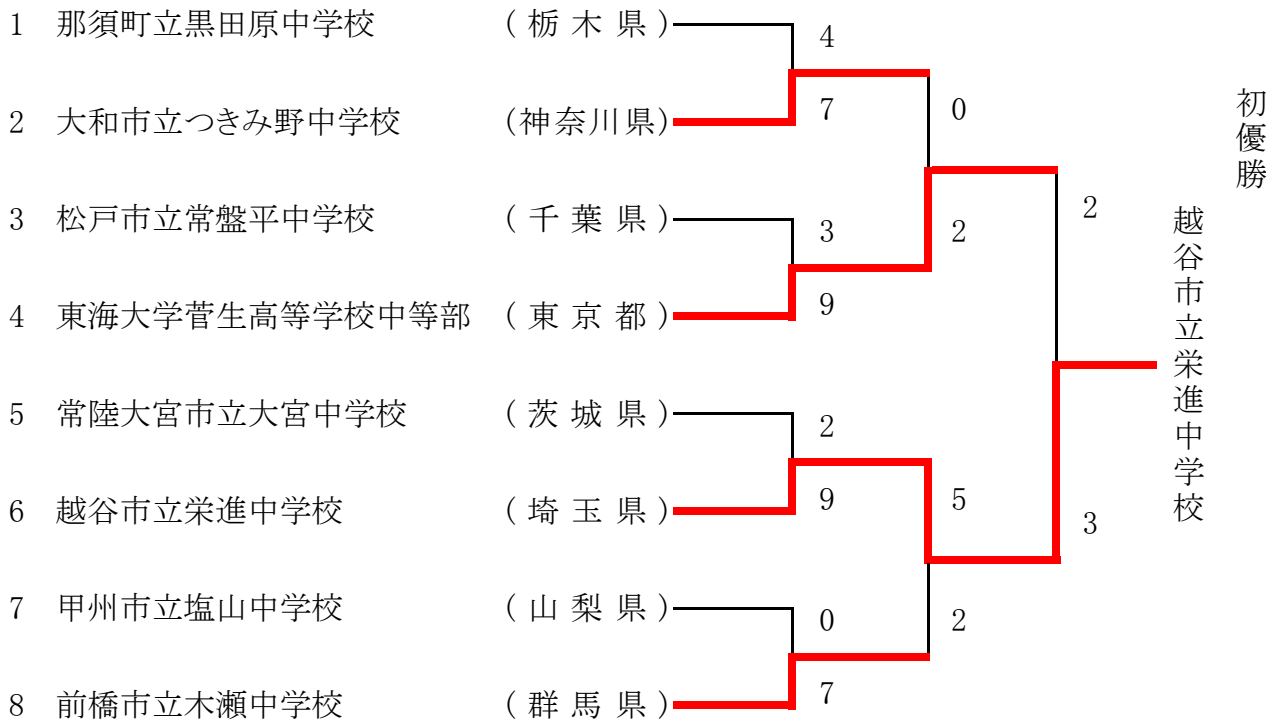 1 那須町立黒田原中学校 (栃木県)
4
7
2 大和市立つきみ野中学校 (神奈川県)
0
2
3 松戸市立常盤平中学校 (千葉県)
3
9
4 東海大学菅生高等学校中等部 (東京都)
2
3
5 常陸大宮市立大宮中学校 (茨城県)
2
9
6 越谷市立栄進中学校 (埼玉県)
5
2
7 甲州市立塩山中学校 (山梨県)
0
7
8 前橋市立木瀬中学校 (群馬県)
初優勝
越谷市立栄進中学校